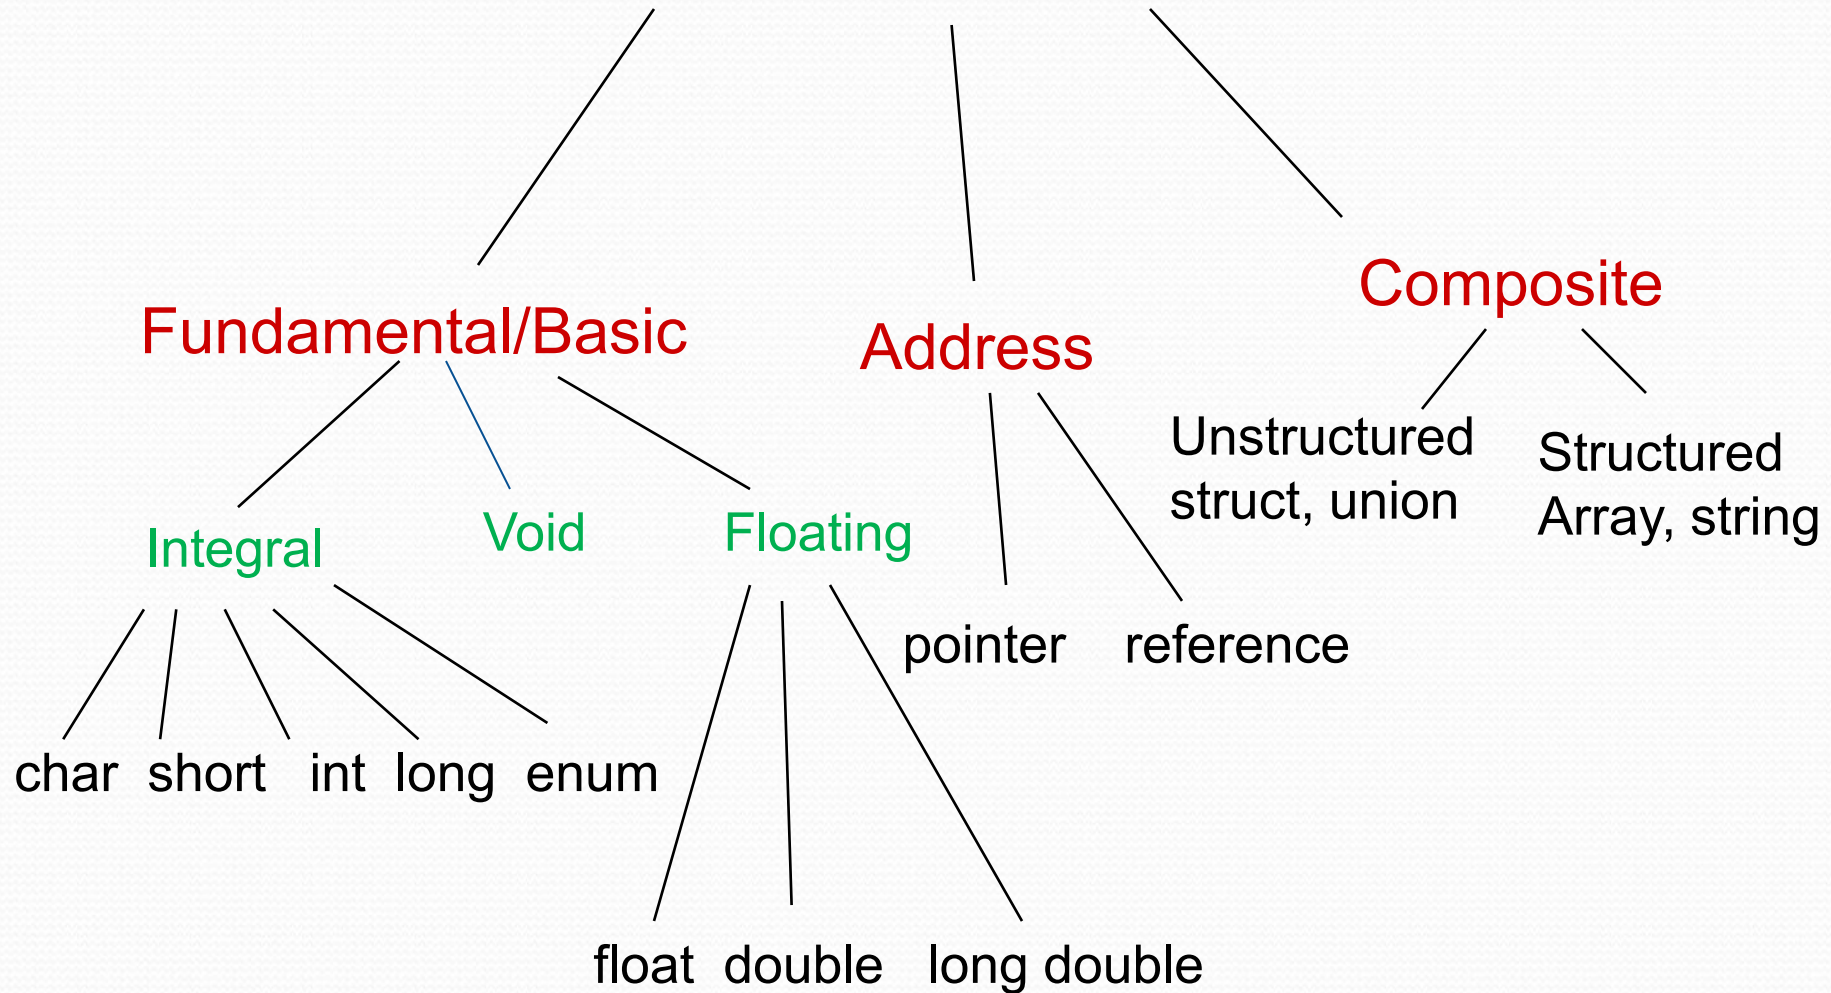 Fundamental/Basic
Address
Composite
Unstructured
struct, union
Structured
Array, string
Integral
Void
Floating
pointer
reference
char
short
int
long
enum
float
double
long double